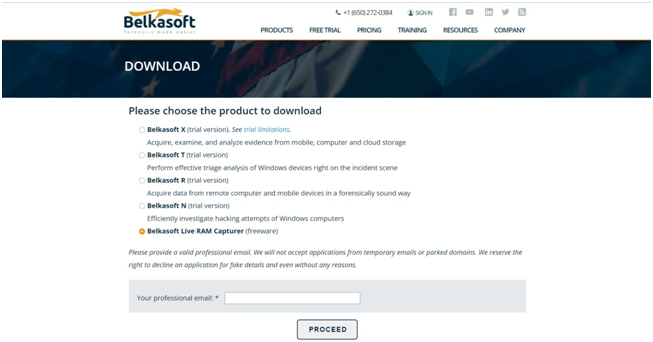 Belkasoft
forensics made easier
+1 (650) 272-0384 SIGN IN
PRODUCTS FREE TRIAL PRICING TRAINING RESOURCES COMPANY
DOWNLOAD
Please choose the product to download
Belkasoft X (trial version). See trial limitations.
Acquire, examine, and analyze evidence from mobile, computer and cloud storage
Belkasoft T (trial version)
Perform effective triage analysis of Windows devices right on the incident scene
Belkasoft R (trial version)
Acquire data from remote computer and mobile devices in a forensically sound way
Belkasoft N (trial version)
Efficiently investigate hacking attempts of Windows computers
Belkasoft Live RAM Capturer (freeware)
Please provide a valid professional email. We will not accept applications from temporary emails or parked domains. We reserve the
right to decline an application for fake details and even without any reasons.
Your professional email: *
PROCEED